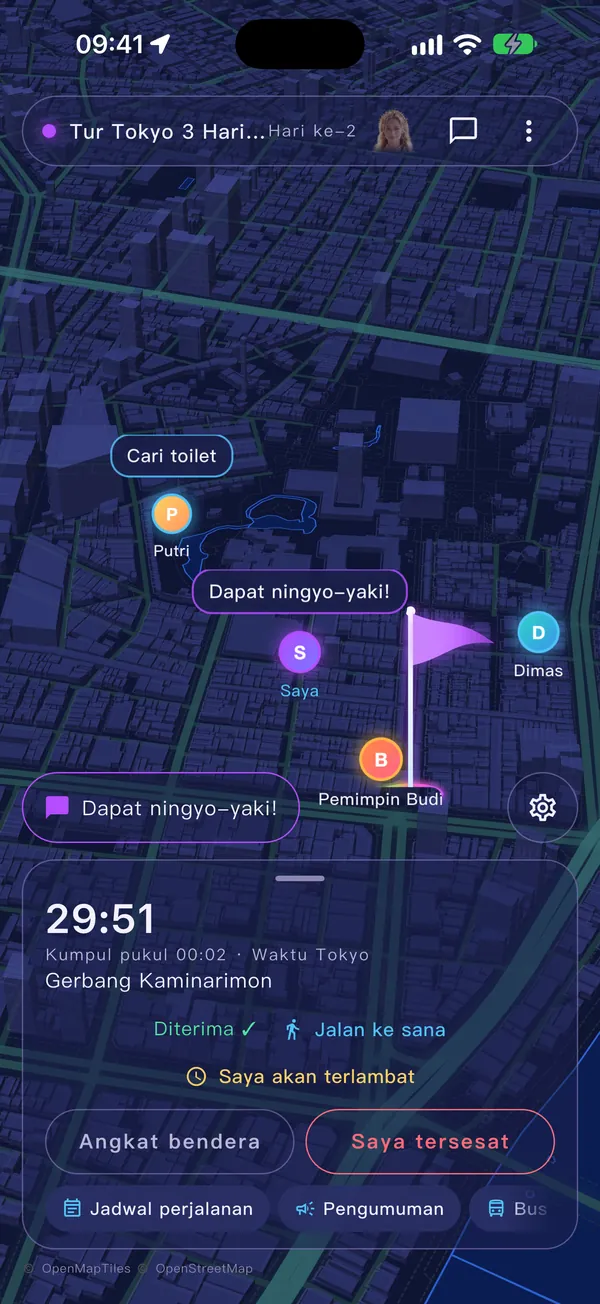 09:41
Tur Tokyo 3 Hari... Hari ke-2
Cari toilet
P
Putri
Dapat ningyo-yaki!
S
Saya
D
Dimas
B
Pemimpin Budi
Dapat ningyo-yaki!
29:51
Kumpul pukul 00:02 · Waktu Tokyo
Gerbang Kaminarimon
Diterima ✓ Jalan ke sana
Saya akan terlambat
Angkat bendera Saya tersesat
Jadwal perjalanan Pengumuman Bus
© OpenMapTiles © OpenStreetMap